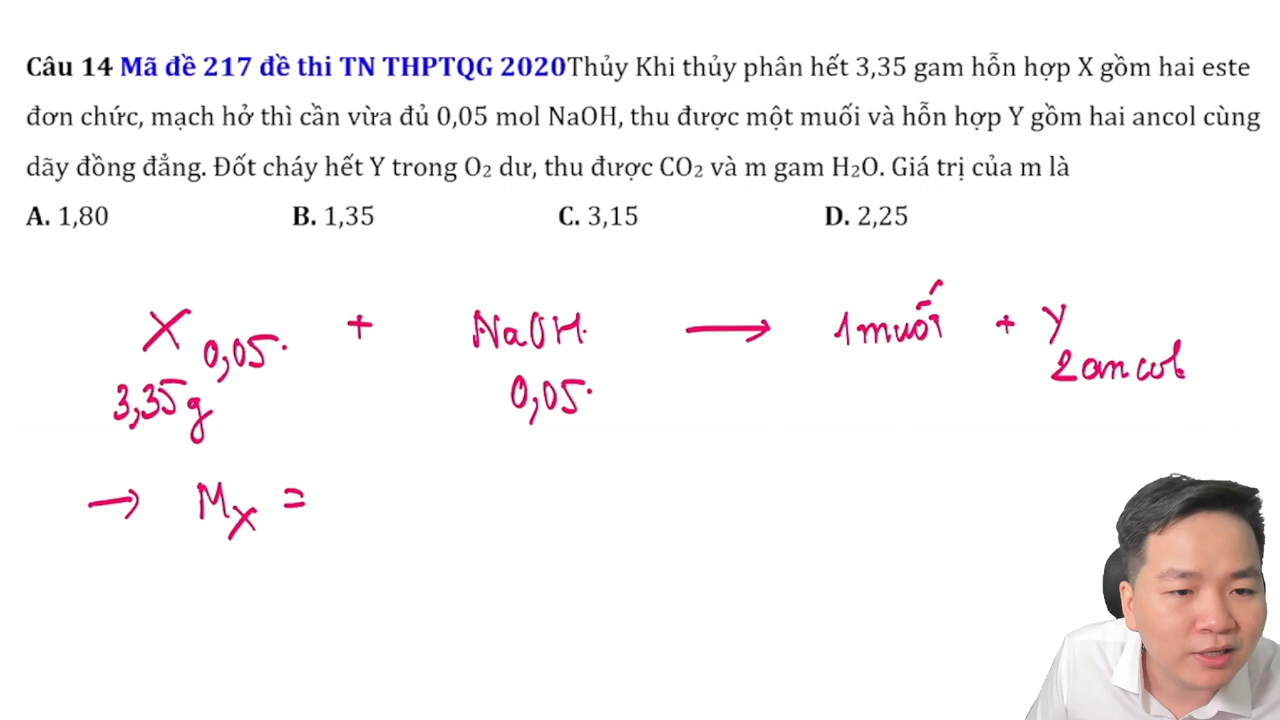 Câu 14 Mã đề 217 đề thi TN THPTQG 2020Thủy Khi thủy phân hết 3,35 gam hỗn hợp X gồm hai este
đơn chức, mạch hở thì cần vừa đủ 0,05 mol NaOH, thu được một muối và hỗn hợp Y gồm hai ancol cùng
dãy đồng đẳng. Đốt cháy hết Y trong O₂ dư, thu được CO₂ và m gam H₂O. Giá trị của m là
A. 1,80 B. 1,35 C. 3,15 D. 2,25
X 0,05. + NaOH → 1 muối + Y
3,35g 0,05. 2 ancol
→ Mx =